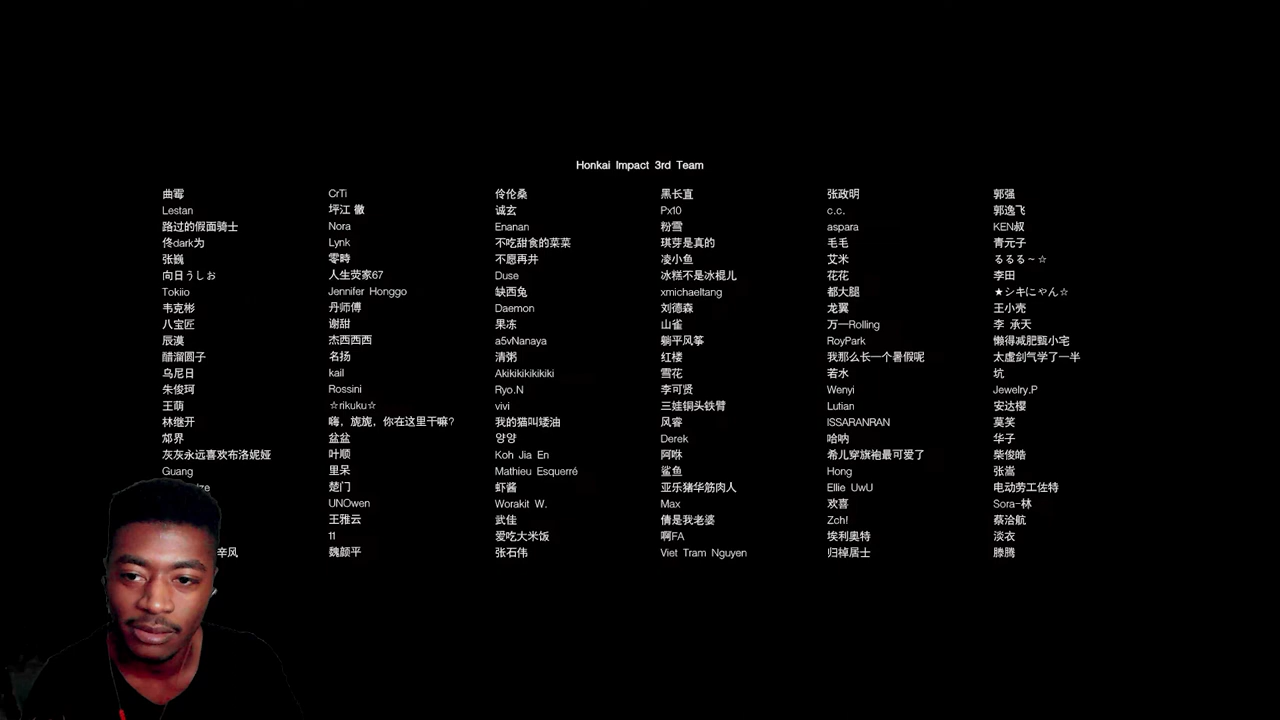 Honkai Impact 3rd Team
曲霉 CrTi 伶伦桑 黑长直 张政明 郭强
Lestan 坪江 徹 诚玄 Px10 c.c. 郭逸飞
路过的假面骑士 Nora Enanan 粉雪 aspara KEN叔
佟dark为 Lynk 不吃甜食的菜菜 琪芽是真的 毛毛 青元子
张巍 零時 不愿再井 凌小鱼 艾米 るるる～☆
向日うしお 人生荧家67 Duse 冰糕不是冰棍儿 花花 李田
Tokiio Jennifer Honggo 缺西兔 xmichaeltang 都大腿 ★シキにゃん☆
韦克彬 丹师傅 Daemon 刘德森 龙翼 王小壳
八宝匠 谢甜 果冻 山雀 万一Rolling 李 承天
辰漠 杰西西西 a5vNanaya 躺平风筝 RoyPark 懒得减肥甄小宅
醋溜圆子 名扬 清粥 红楼 我那么长一个暑假呢 太虚剑气学了一半
乌尼日 kail Akikikikikiki 雪花 若水 坑
朱俊珂 Rossini Ryo.N 李可贤 Wenyi Jewelry.P
王萌 ☆rikuku☆ vivi 三娃铜头铁臂 Lutian 安达樱
林继开 嗨，旎旎，你在这里干嘛? 我的猫叫矮油 风睿 ISSARANRAN 莫笑
邥界 盆盆 垟垟 Derek 哈呐 华子
灰灰永远喜欢布洛妮娅 叶顺 Koh Jia En 阿咻 希儿穿旗袍最可爱了 柴俊皓
Guang 里呆 Mathieu Esquerré 鲨鱼 Hong 张嵩
楚门 虾酱 亚乐猪华筋肉人 Ellie UwU 电动劳工佐特
UNOwen Worakit W. Max 欢喜 Sora-林
王雅云 武佳 倩是我老婆 Zch! 蔡洽航
11 爱吃大米饭 啊FA 埃利奥特 淡衣
辛风 魏颜平 张石伟 Viet Tram Nguyen 归棹居士 滕腾